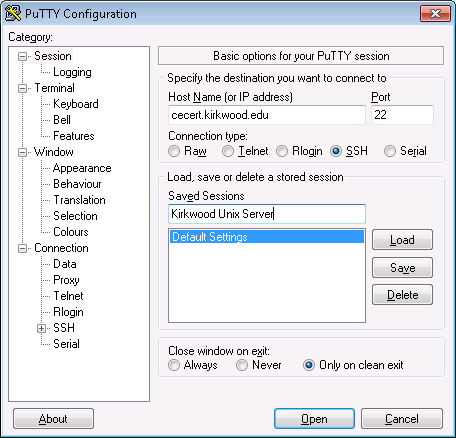 PuTTY Configuration
Category:
Session
Logging
Terminal
Keyboard
Bell
Features
Window
Appearance
Behaviour
Translation
Selection
Colours
Connection
Data
Proxy
Telnet
Rlogin
SSH
Serial
Basic options for your PuTTY session
Specify the destination you want to connect to
Host Name (or IP address) Port
cecert.kirkwood.edu 22
Connection type:
Raw Telnet Rlogin SSH Serial
Load, save or delete a stored session
Saved Sessions
Kirkwood Unix Server
Default Settings
Load
Save
Delete
Close window on exit:
Always Never Only on clean exit
About Open Cancel